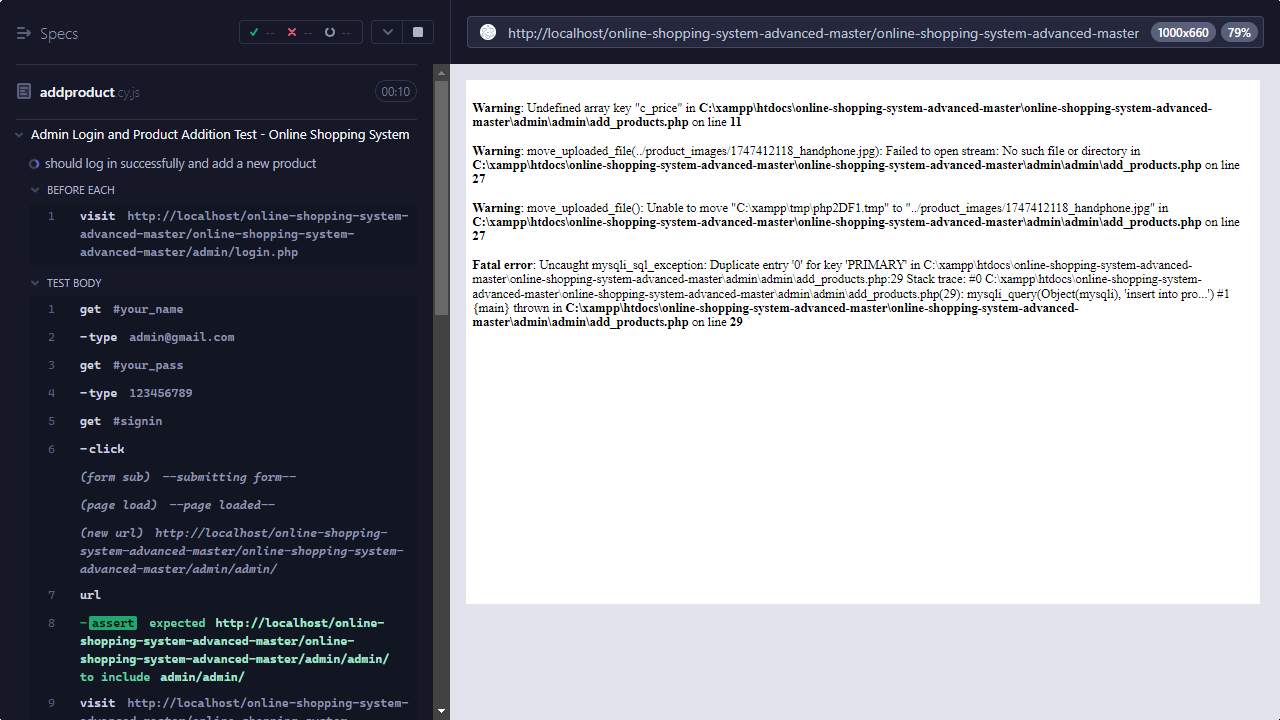 Specs
-- -- --
addproduct.cy.js
00:10
Admin Login and Product Addition Test - Online Shopping System
should log in successfully and add a new product
BEFORE EACH
1 visit http://localhost/online-shopping-system-
advanced-master/online-shopping-system-
advanced-master/admin/login.php
TEST BODY
1 get #your_name
2 -type admin@gmail.com
3 get #your_pass
4 -type 123456789
5 get #signin
6 -click
(form sub) --submitting form--
(page load) --page loaded--
(new url) http://localhost/online-shopping-
system-advanced-master/online-shopping-system-
advanced-master/admin/admin/
7 url
8 -assert expected http://localhost/online-
shopping-system-advanced-master/online-
shopping-system-advanced-master/admin/admin/
to include admin/admin/
9 visit http://localhost/online-shopping-system-
advanced-master/online-shopping-system-
http://localhost/online-shopping-system-advanced-master/online-shopping-system-advanced-master
1000x660
79%
Warning: Undefined array key "c_price" in C:\xampp\htdocs\online-shopping-system-advanced-master\online-shopping-system-advanced-
master\admin\admin\add_products.php on line 11
Warning: move_uploaded_file(../product_images/1747412118_handphone.jpg): Failed to open stream: No such file or directory in
C:\xampp\htdocs\online-shopping-system-advanced-master\online-shopping-system-advanced-master\admin\admin\add_products.php on line
27
Warning: move_uploaded_file(): Unable to move "C:\xampp\tmp\php2DF1.tmp" to "../product_images/1747412118_handphone.jpg" in
C:\xampp\htdocs\online-shopping-system-advanced-master\online-shopping-system-advanced-master\admin\admin\add_products.php on line
27
Fatal error: Uncaught mysqli_sql_exception: Duplicate entry '0' for key 'PRIMARY' in C:\xampp\htdocs\online-shopping-system-advanced-
master\online-shopping-system-advanced-master\admin\admin\add_products.php:29 Stack trace: #0 C:\xampp\htdocs\online-shopping-system-
advanced-master\online-shopping-system-advanced-master\admin\admin\add_products.php(29): mysqli_query(Object(mysqli), 'insert into pro...') #1
{main} thrown in C:\xampp\htdocs\online-shopping-system-advanced-master\online-shopping-system-advanced-
master\admin\admin\add_products.php on line 29